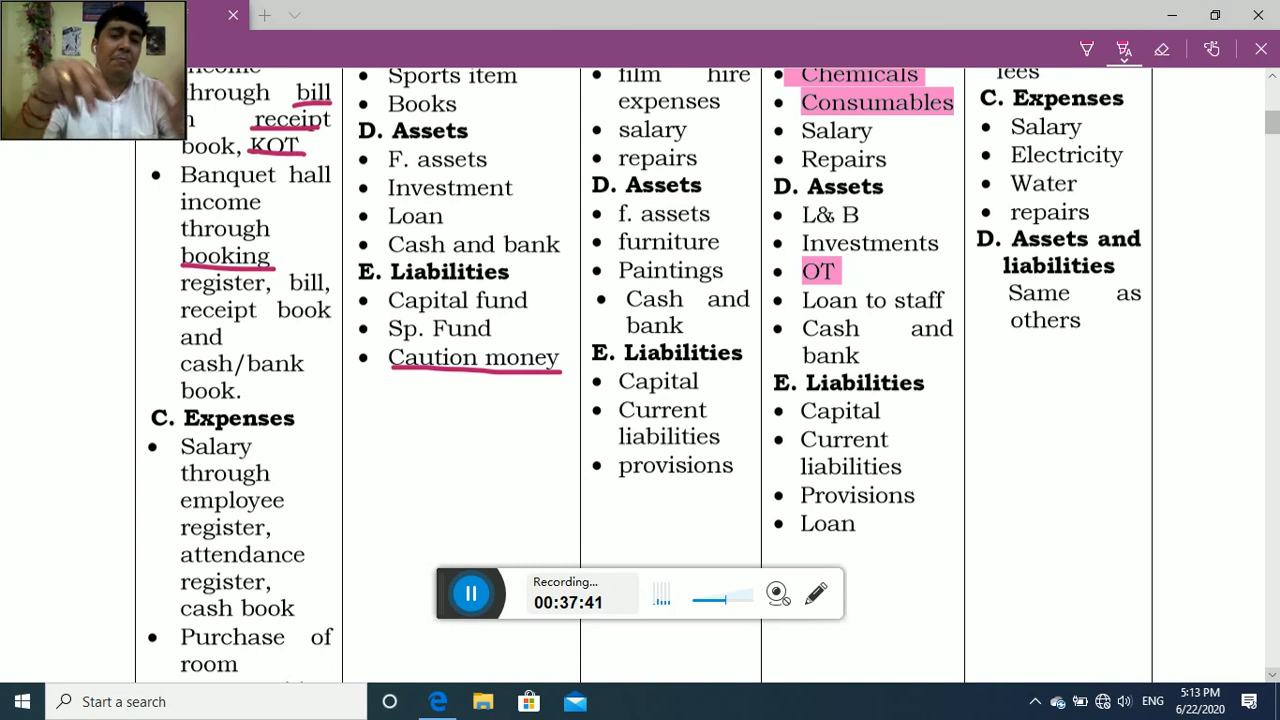 income
through bill
n receipt
book, KOT
Banquet hall
income
through
booking
register, bill,
receipt book
and
cash/bank
book.
C. Expenses
Salary
through
employee
register,
attendance
register,
cash book
Purchase of
room
Sports item
Books
D. Assets
F. assets
Investment
Loan
Cash and bank
E. Liabilities
Capital fund
Sp. Fund
Caution money
film hire
expenses
salary
repairs
D. Assets
f. assets
furniture
Paintings
Cash and
bank
E. Liabilities
Capital
Current
liabilities
provisions
Chemicals
Consumables
Salary
Repairs
D. Assets
L& B
Investments
OT
Loan to staff
Cash and
bank
E. Liabilities
Capital
Current
liabilities
Provisions
Loan
fees
C. Expenses
Salary
Electricity
Water
repairs
D. Assets and
liabilities
Same as
others
Recording...
00:37:41
Start a search
ENG
5:13 PM
6/22/2020